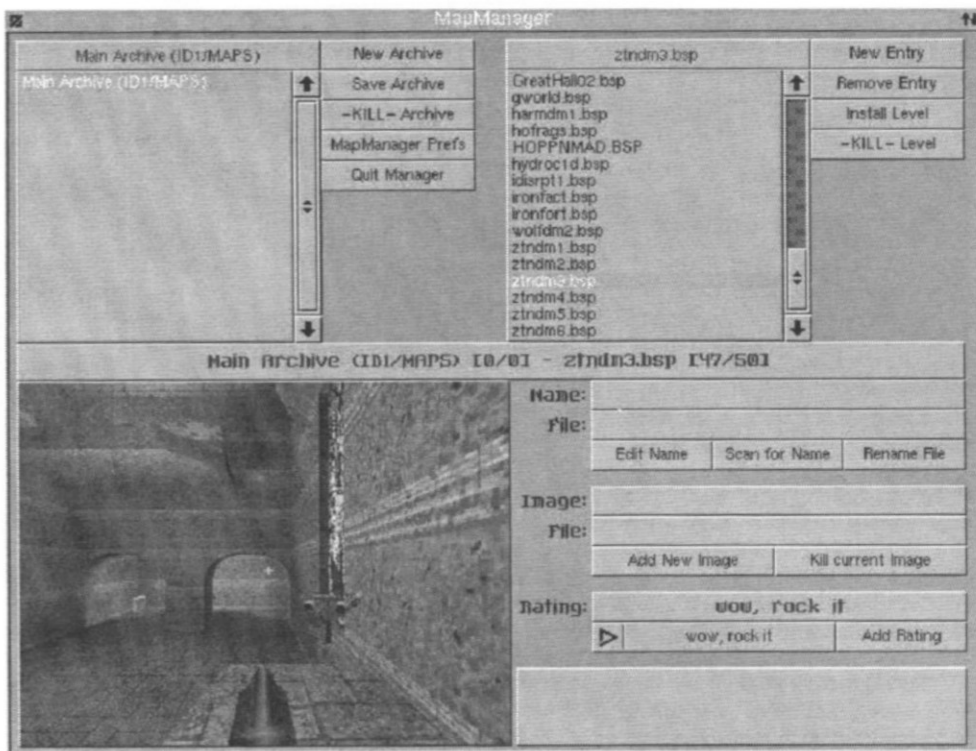 MapManager
Main Archive (ID1/MAPS)
New Archive
Save Archive
-KILL- Archive
MapManager Prefs
Quit Manager
Main Archive (ID1/MAPS)
ztndm3.bsp
New Entry
Remove Entry
Install Level
-KILL- Level
GreatHall02.bsp
gworld.bsp
harmdm1.bsp
hofrags.bsp
HOPPNMAD.BSP
hydroc1d.bsp
idisrpt1.bsp
ironfact.bsp
ironfort.bsp
wolfdm2.bsp
ztndm1.bsp
ztndm2.bsp
ztndm3.bsp
ztndm4.bsp
ztndm5.bsp
ztndm6.bsp
Main Archive (ID1/MAPS) [0/0] - ztndm3.bsp [47/50]
Name:
File:
Edit Name
Scan for Name
Rename File
Image:
File:
Add New Image
Kill current Image
Rating:
wow, rock it
wow, rock it
Add Rating